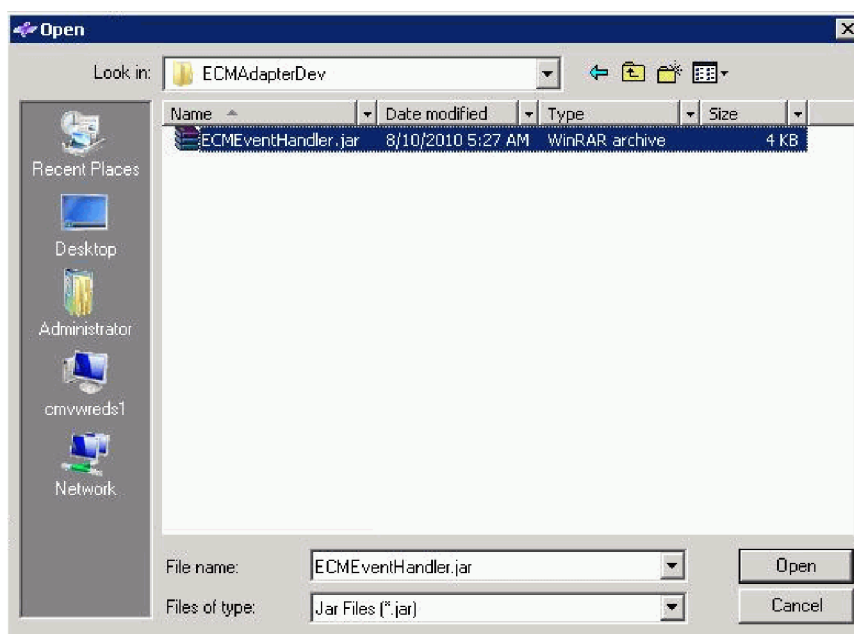 Open
Look in: ECMAdapterDev
Name Date modified Type Size
ECMEventHandler.jar 8/10/2010 5:27 AM WinRAR archive 4 KB
Recent Places
Desktop
Administrator
cmvwreds1
Network
File name: ECMEventHandler.jar Open
Files of type: Jar Files (*.jar) Cancel